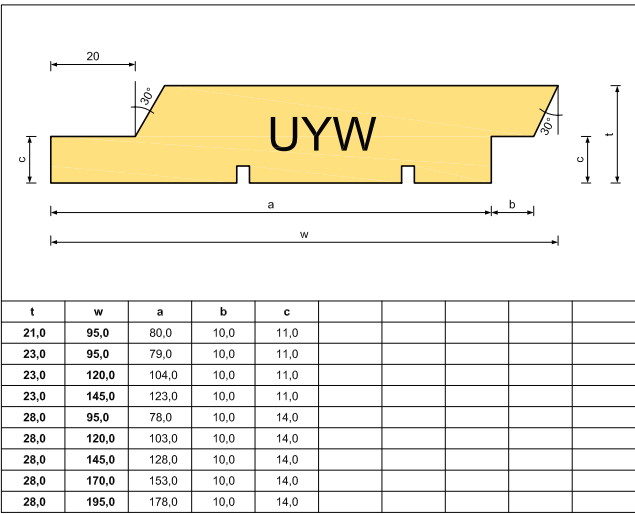 20
30°
UYW
30°
c
c
t
a
b
w
t w a b c
21,0 95,0 80,0 10,0 11,0
23,0 95,0 79,0 10,0 11,0
23,0 120,0 104,0 10,0 11,0
23,0 145,0 123,0 10,0 11,0
28,0 95,0 78,0 10,0 14,0
28,0 120,0 103,0 10,0 14,0
28,0 145,0 128,0 10,0 14,0
28,0 170,0 153,0 10,0 14,0
28,0 195,0 178,0 10,0 14,0